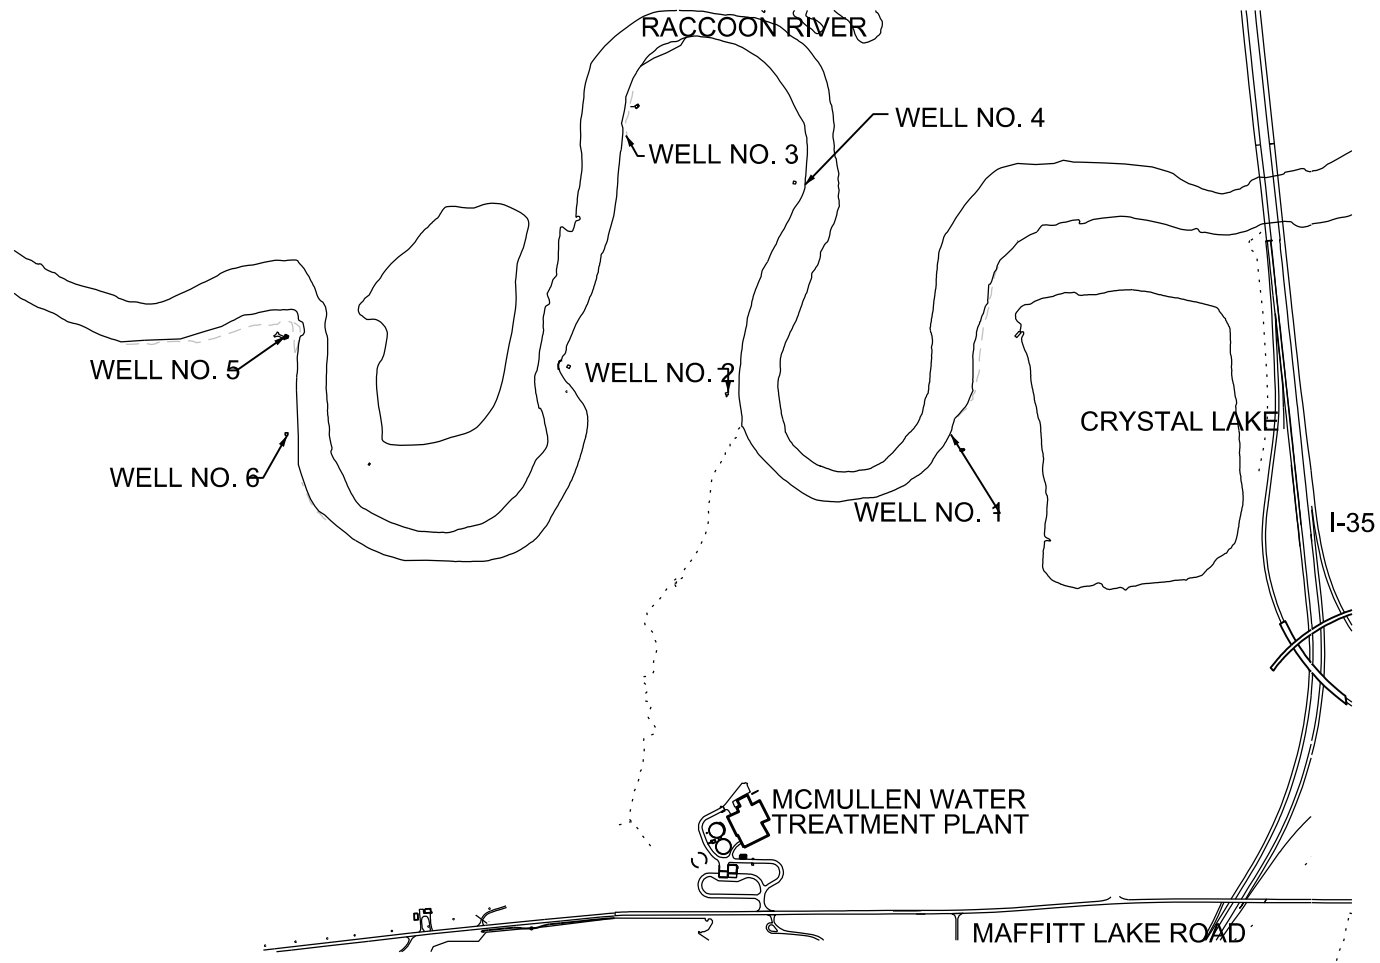 RACCOON RIVER
WELL NO. 4
WELL NO. 3
WELL NO. 5
WELL NO. 2
CRYSTAL LAKE
WELL NO. 6
WELL NO. 1
I-35
MCMULLEN WATER
TREATMENT PLANT
MAFFITT LAKE ROAD